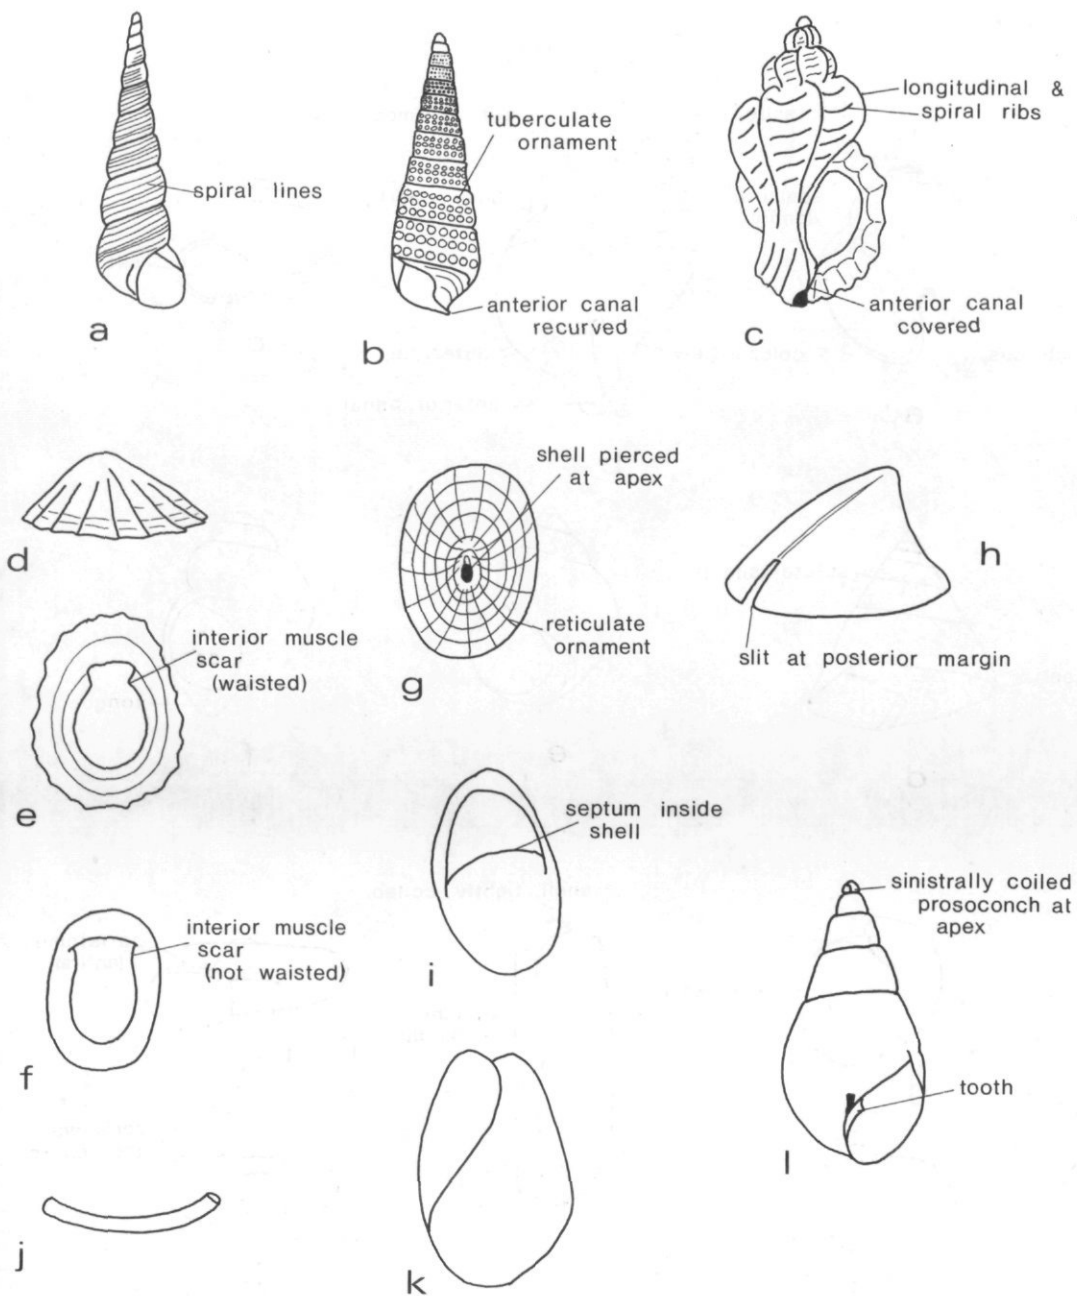 spiral lines
a
tuberculate
ornament
anterior canal
recurved
b
longitudinal &
spiral ribs
anterior canal
covered
c
d
interior muscle
scar
(waisted)
e
shell pierced
at apex
reticulate
ornament
g
h
slit at posterior margin
interior muscle
scar
(not waisted)
f
septum inside
shell
i
sinistrally coiled
prosoconch at
apex
tooth
l
j
k